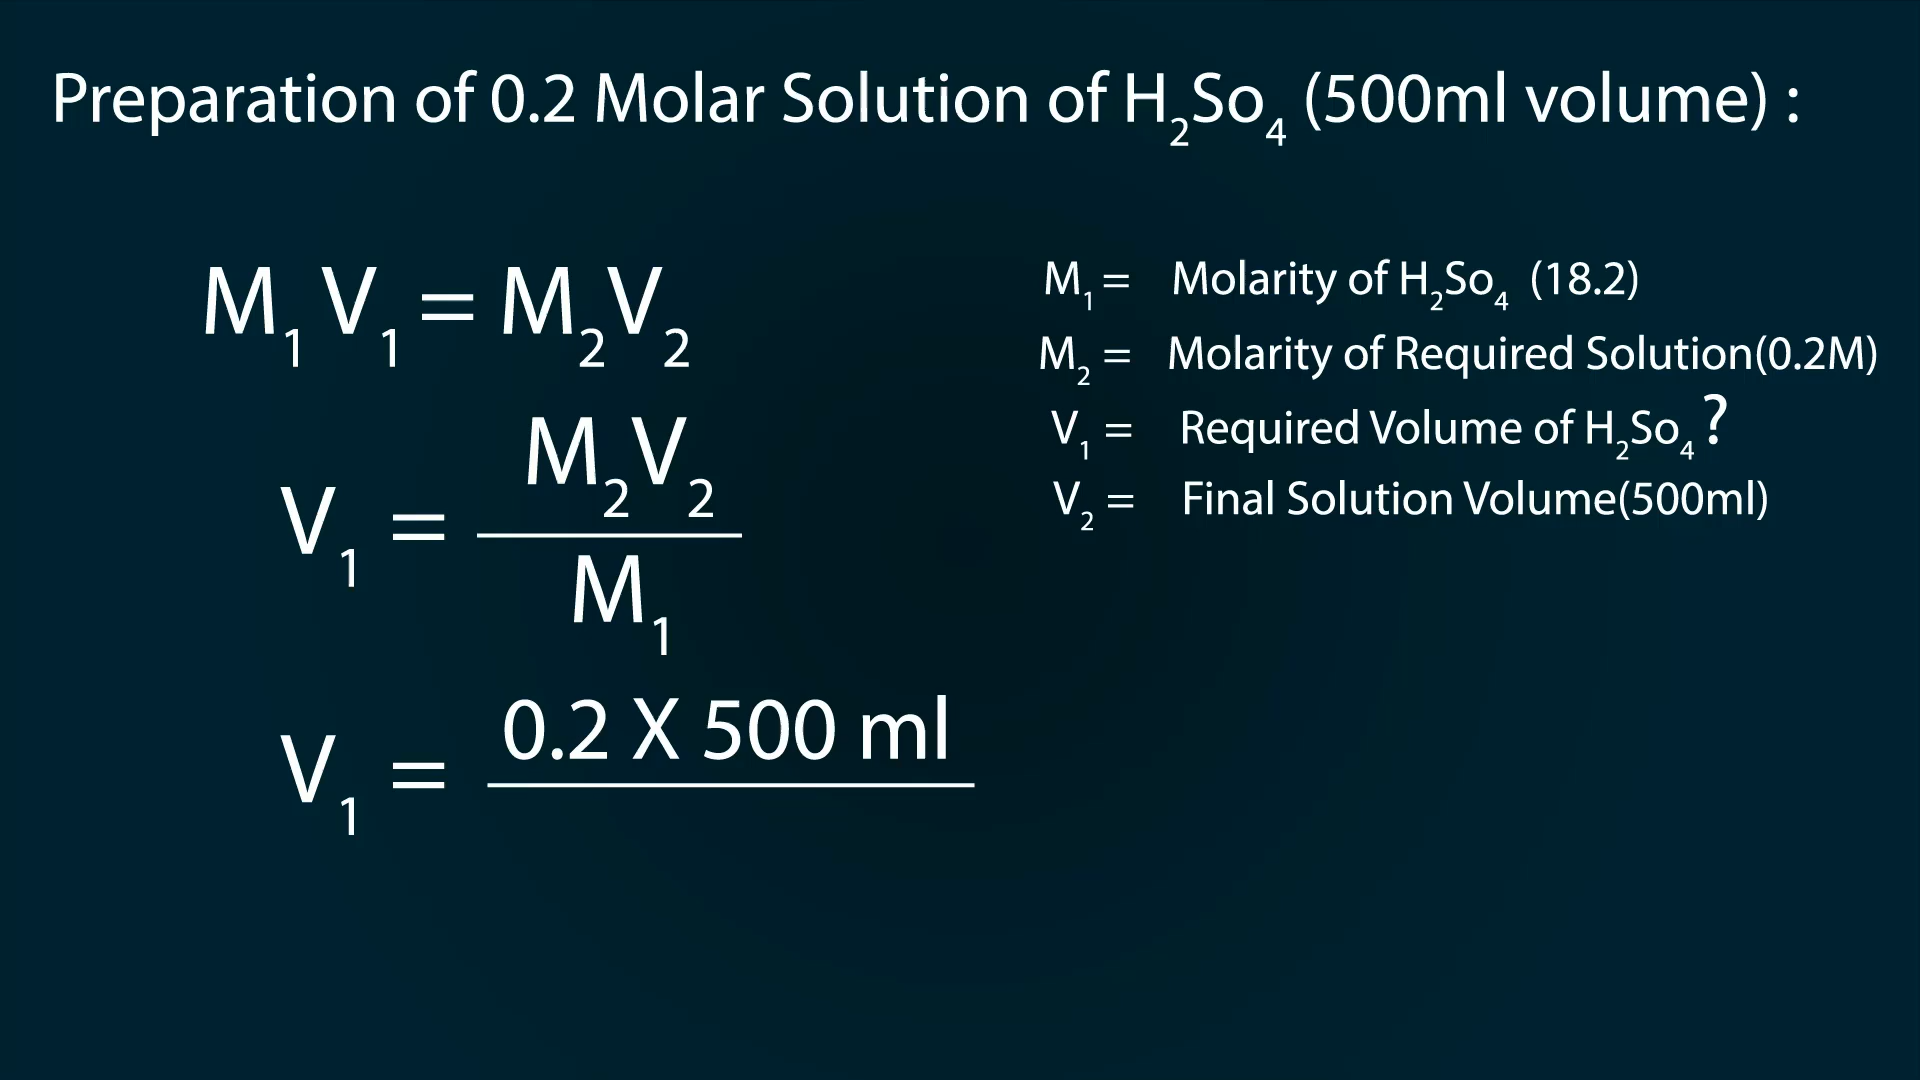 Preparation of 0.2 Molar Solution of H₂So₄ (500ml volume) :
M₁ V₁ = M₂V₂
V₁ = M₂V₂ / M₁
V₁ = 0.2 X 500 ml
M₁ = Molarity of H₂So₄ (18.2)
M₂ = Molarity of Required Solution(0.2M)
V₁ = Required Volume of H₂So₄ ?
V₂ = Final Solution Volume(500ml)